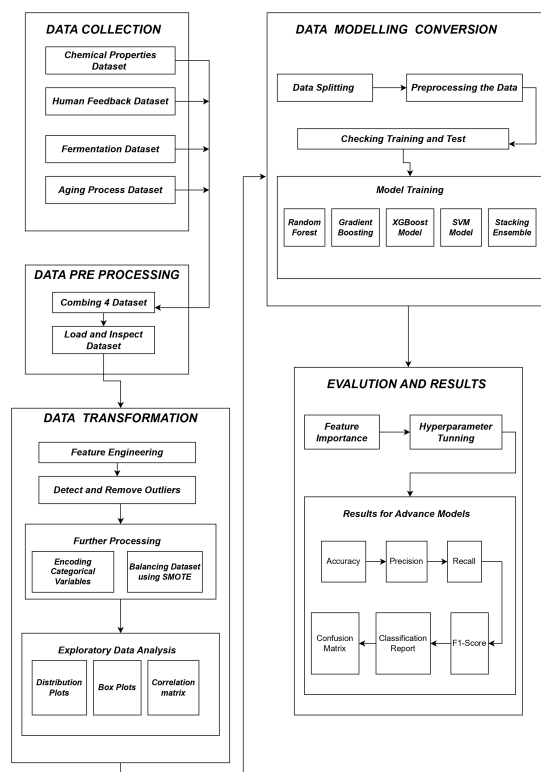 DATA COLLECTION
Chemical Properties
Dataset
Human Feedback Dataset
Fermentation Dataset
Aging Process Dataset
DATA PRE PROCESSING
Combing 4 Dataset
Load and Inspect
Dataset
DATA TRANSFORMATION
Feature Engineering
Detect and Remove Outliers
Further Processing
Encoding
Categorical
Variables
Balancing Dataset
using SMOTE
Exploratory Data Analysis
Distribution
Plots
Box Plots
Correlation
matrix
DATA MODELLING CONVERSION
Data Splitting
Preprocessing the Data
Checking Training and Test
Model Training
Random
Forest
Gradient
Boosting
XGBoost
Model
SVM
Model
Stacking
Ensemble
EVALUTION AND RESULTS
Feature
Importance
Hyperparameter
Tunning
Results for Advance Models
Accuracy
Precision
Recall
Confusion
Matrix
Classification
Report
F1-Score